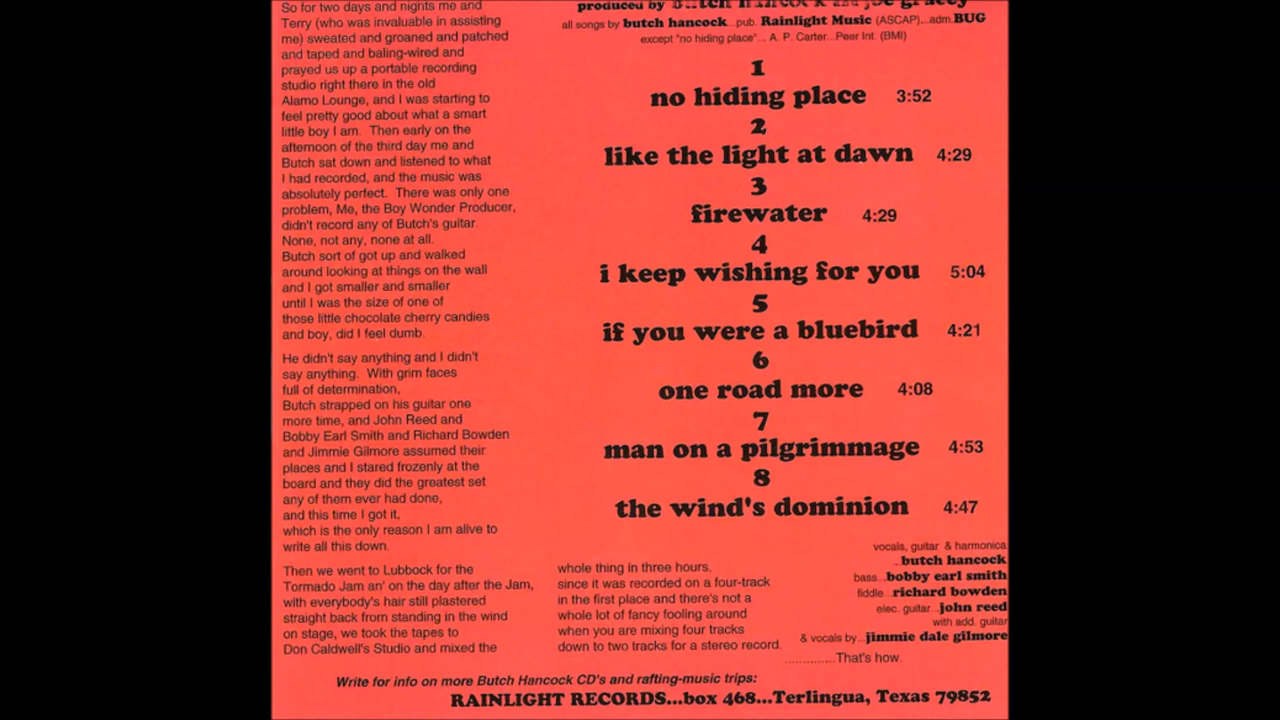 So for two days and nights me and
Terry (who was invaluable in assisting
me) sweated and groaned and patched
and taped and baling-wired and
prayed us up a portable recording
studio right there in the old
Alamo Lounge, and I was starting to
feel pretty good about what a smart
little boy I am. Then early on the
afternoon of the third day me and
Butch sat down and listened to what
I had recorded, and the music was
absolutely perfect. There was only one
problem, Me, the Boy Wonder Producer,
didn't record any of Butch's guitar.
None, not any, none at all.
Butch sort of got up and walked
around looking at things on the wall
and I got smaller and smaller
until I was the size of one of
those little chocolate cherry candies
and boy, did I feel dumb.
He didn't say anything and I didn't
say anything. With grim faces
full of determination,
Butch strapped on his guitar one
more time, and John Reed and
Bobby Earl Smith and Richard Bowden
and Jimmie Gilmore assumed their
places and I stared frozenly at the
board and they did the greatest set
any of them ever had done,
and this time I got it,
which is the only reason I am alive to
write all this down.
Then we went to Lubbock for the
Tormado Jam an' on the day after the Jam,
with everybody's hair still plastered
straight back from standing in the wind
on stage, we took the tapes to
Don Caldwell's Studio and mixed the
whole thing in three hours,
since it was recorded on a four-track
in the first place and there's not a
whole lot of fancy fooling around
when you are mixing four tracks
down to two tracks for a stereo record.
produced by butch hancock and joe gracey
all songs by butch hancock...pub. Rainlight Music (ASCAP)...adm.BUG
except "no hiding place"... A. P. Carter...Peer Int. (BMI)
1
no hiding place 3:52
2
like the light at dawn 4:29
3
firewater 4:29
4
i keep wishing for you 5:04
5
if you were a bluebird 4:21
6
one road more 4:08
7
man on a pilgrimmage 4:53
8
the wind's dominion 4:47
vocals, guitar & harmonica
...butch hancock
bass...bobby earl smith
fiddle...richard bowden
elec. guitar...john reed
with add. guitar
& vocals by...jimmie dale gilmore
..............That's how.
Write for info on more Butch Hancock CD's and rafting-music trips:
RAINLIGHT RECORDS...box 468...Terlingua, Texas 79852